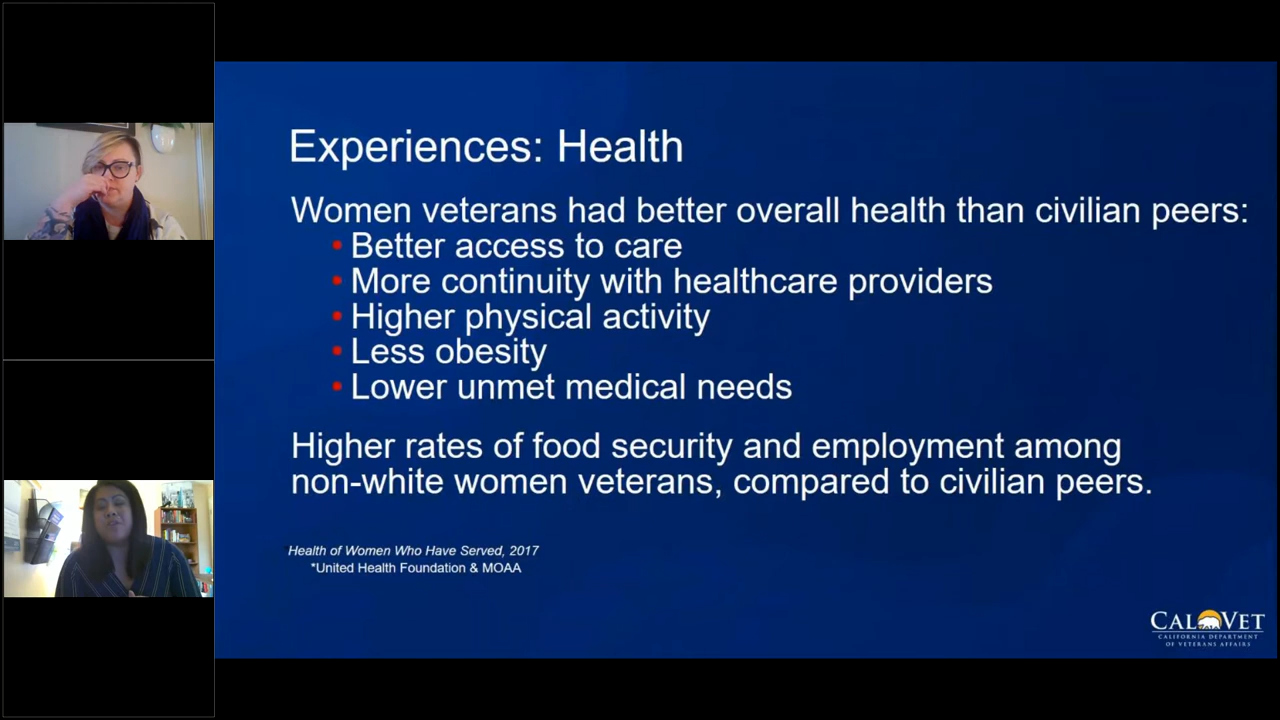 Experiences: Health
Women veterans had better overall health than civilian peers:
• Better access to care
• More continuity with healthcare providers
• Higher physical activity
• Less obesity
• Lower unmet medical needs
Higher rates of food security and employment among
non-white women veterans, compared to civilian peers.
Health of Women Who Have Served, 2017
*United Health Foundation & MOAA
CALVET
CALIFORNIA DEPARTMENT
OF VETERANS AFFAIRS